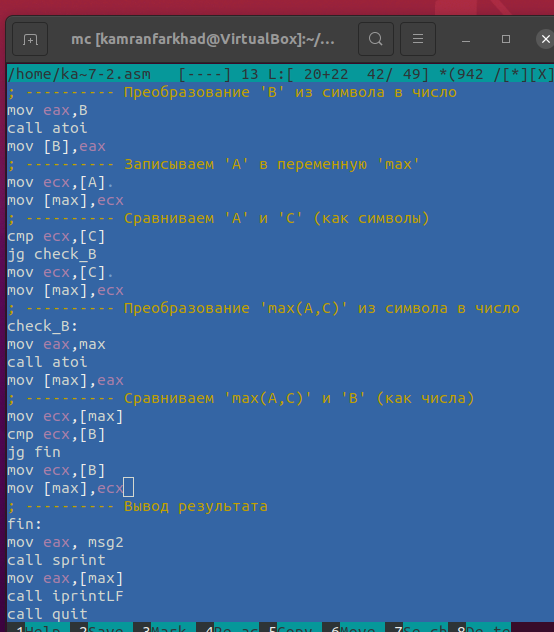 mc [kamranfarkhad@VirtualBox]:~/...
/home/ka~7-2.asm   [----] 13 L:[ 20+22  42/ 49] *(942 /[*][X]
; ---------- Преобразование 'B' из символа в число
mov eax,B
call atoi
mov [B],eax
; ---------- Записываем 'A' в переменную 'max'
mov ecx,[A].
mov [max],ecx
; ---------- Сравниваем 'A' и 'C' (как символы)
cmp ecx,[C]
jg check_B
mov ecx,[C].
mov [max],ecx
; ---------- Преобразование 'max(A,C)' из символа в число
check_B:
mov eax,max
call atoi
mov [max],eax
; ---------- Сравниваем 'max(A,C)' и 'B' (как числа)
mov ecx,[max]
cmp ecx,[B]
jg fin
mov ecx,[B]
mov [max],ecx
; ---------- Вывод результата
fin:
mov eax, msg2
call sprint
mov eax,[max]
call iprintLF
call quit